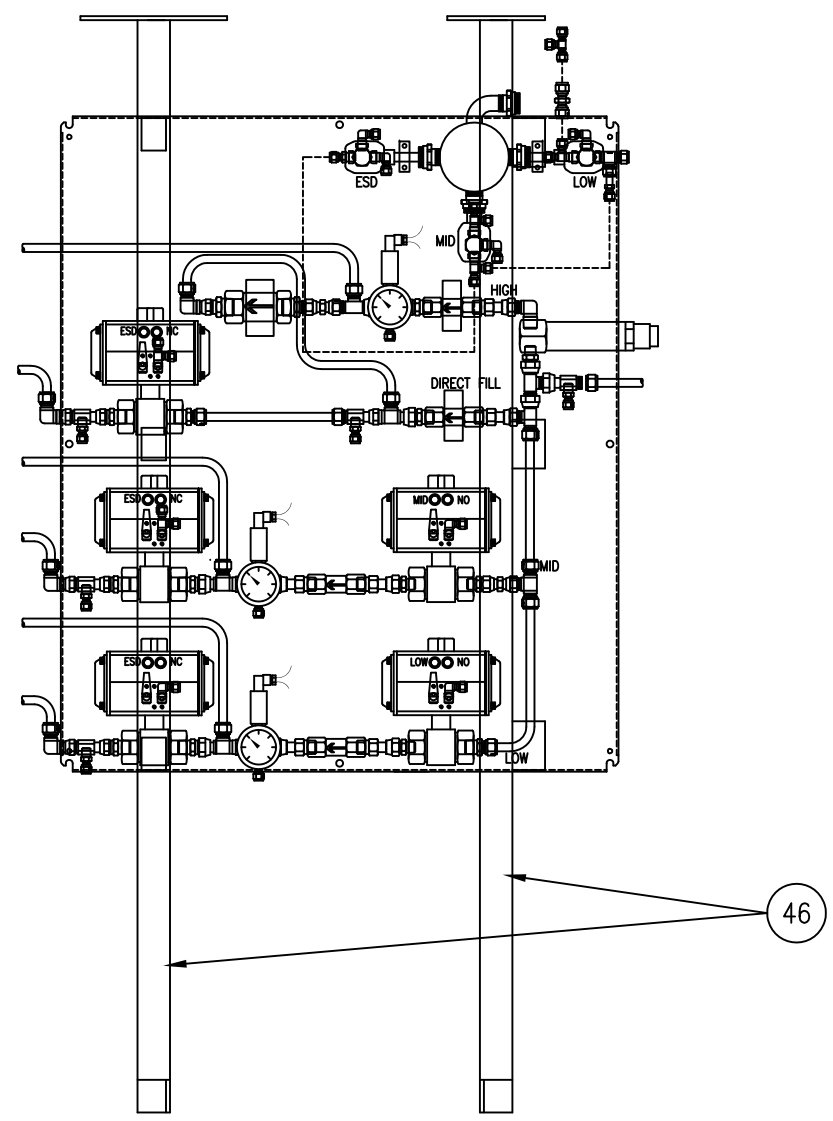 ESD
LOW
MID
HIGH
ESD NC
DIRECT FILL
ESD NC
MID NO
MID
ESD NC
LOW NO
LOW
46